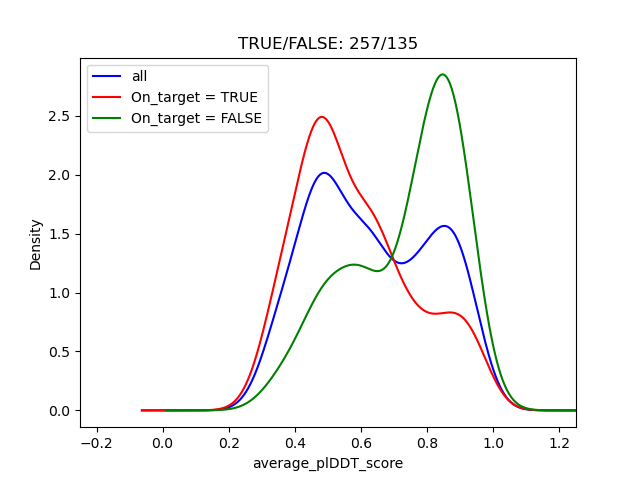 TRUE/FALSE: 257/135
all
On_target = TRUE
On_target = FALSE
Density
2.5
2.0
1.5
1.0
0.5
0.0
−0.2 0.0 0.2 0.4 0.6 0.8 1.0 1.2
average_plDDT_score